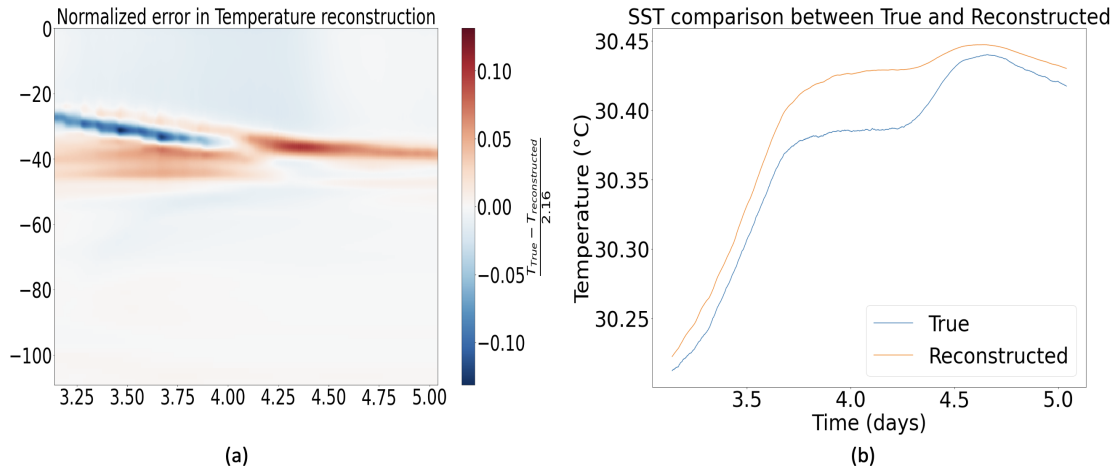 Normalized error in Temperature reconstruction
0
−20
−40
−60
−80
−100
3.25 3.50 3.75 4.00 4.25 4.50 4.75 5.00
0.10
0.05
0.00
−0.05
−0.10
T_True − T_reconstructed
2.16
(a)
SST comparison between True and Reconstructed
30.45
30.40
30.35
30.30
30.25
Temperature (°C)
True
Reconstructed
3.5 4.0 4.5 5.0
Time (days)
(b)